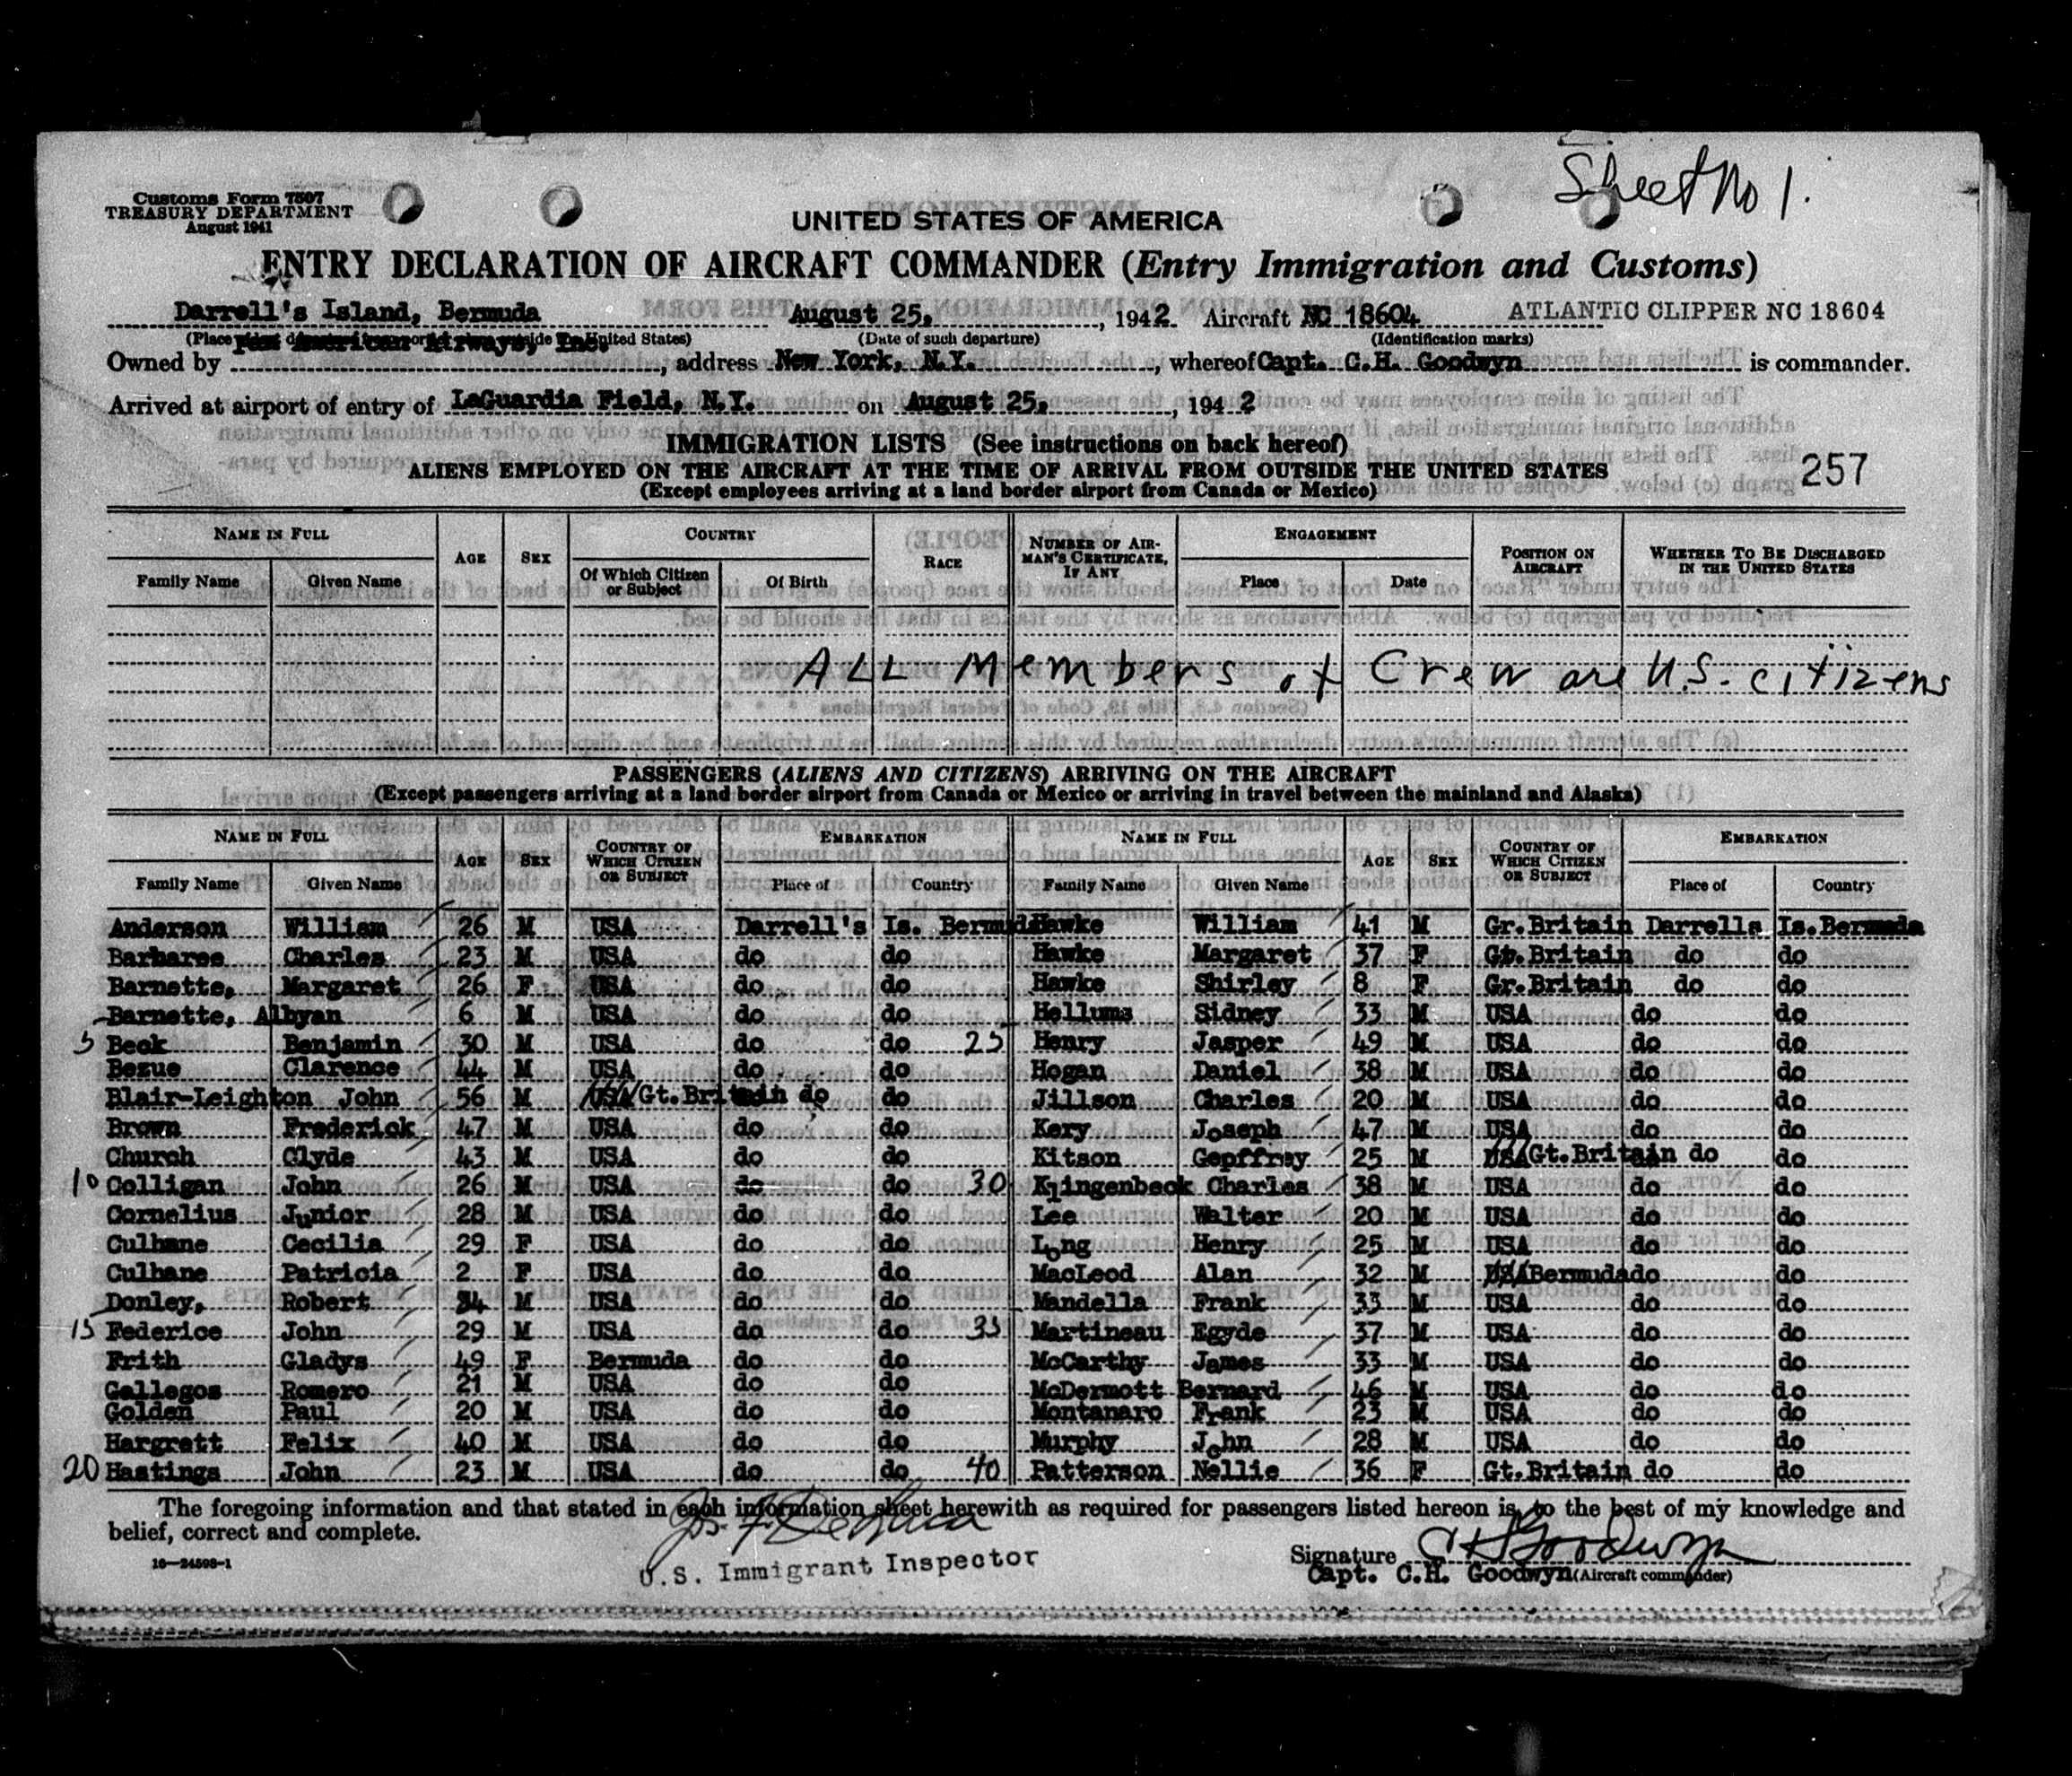 Sheet No 1.
Customs Form 7507
TREASURY DEPARTMENT
August 1941
UNITED STATES OF AMERICA
ENTRY DECLARATION OF AIRCRAFT COMMANDER (Entry Immigration and Customs)
Darrell's Island, Bermuda August 25, , 1942 Aircraft NC 18604 ATLANTIC CLIPPER NC 18604
(Place United States) (Date of such departure) (Identification marks)
Owned by Pan American Airways, Inc. , address New York, N.Y. , whereof Capt. C.H. Goodwyn is commander.
Arrived at airport of entry of LaGuardia Field, N.Y. on August 25, , 1942
IMMIGRATION LISTS (See instructions on back hereof)
ALIENS EMPLOYED ON THE AIRCRAFT AT THE TIME OF ARRIVAL FROM OUTSIDE THE UNITED STATES 257
(Except employees arriving at a land border airport from Canada or Mexico)
NAME IN FULL AGE SEX COUNTRY RACE NUMBER OF AIRMAN'S CERTIFICATE, IF ANY ENGAGEMENT POSITION ON AIRCRAFT WHETHER TO BE DISCHARGED IN THE UNITED STATES
Family Name Given Name Of Which Citizen or Subject Of Birth Place Date
ALL Members of Crew are U.S. citizens
PASSENGERS (ALIENS AND CITIZENS) ARRIVING ON THE AIRCRAFT
(Except passengers arriving at a land border airport from Canada or Mexico or arriving in travel between the mainland and Alaska)
NAME IN FULL AGE SEX COUNTRY OF WHICH CITIZEN OR SUBJECT EMBARKATION NAME IN FULL AGE SEX COUNTRY OF WHICH CITIZEN OR SUBJECT EMBARKATION
Family Name Given Name Place of Country Family Name Given Name Place of Country
Anderson William 26 M USA Darrell's Is. Bermuda Hawke William 41 M Gr.Britain Darrells Is.Bermuda
Barbaree Charles 23 M USA do do Hawke Margaret 37 F Gt.Britain do do
Barnette, Margaret 26 F USA do do Hawke Shirley 8 F Gr.Britain do do
Barnette, Albyan 6 M USA do do Hellums Sidney 33 M USA do do
5 Beck Benjamin 30 M USA do do 25 Henry Jasper 49 M USA do do
Bezue Clarence 44 M USA do do Hogan Daniel 38 M USA do do
Blair-Leighton John 56 M USA Gt.Britain do do Jillson Charles 20 M USA do do
Brown Frederick 47 M USA do do Kery Joseph 47 M USA do do
Church Clyde 43 M USA do do Kitson Geoffrey 25 M USA Gt.Britain do do
10 Colligan John 26 M USA do do 30 Klingenbeck Charles 38 M USA do do
Cornelius Junior 28 M USA do do Lee Walter 20 M USA do do
Culhane Cecilia 29 F USA do do Long Henry 25 M USA do do
Culhane Patricia 2 F USA do do MacLeod Alan 32 M USA Bermuda do do
Donley, Robert 34 M USA do do Mandella Frank 33 M USA do do
15 Federice John 29 M USA do do 35 Martineau Egyde 37 M USA do do
Frith Gladys 49 F Bermuda do do McCarthy James 33 M USA do do
Gallegos Romero 21 M USA do do McDermott Bernard 46 M USA do do
Golden Paul 20 M USA do do Montanaro Frank 23 M USA do do
Hargrett Felix 40 M USA do do Murphy John 28 M USA do do
20 Hastings John 23 M USA do do 40 Patterson Nellie 36 F Gt.Britain do do
The foregoing information and that stated in each information sheet herewith as required for passengers listed hereon is, to the best of my knowledge and
belief, correct and complete.
16—24598-1
U.S. Immigrant Inspector
Signature CH Goodwyn
Capt. C.H. Goodwyn (Aircraft commander)